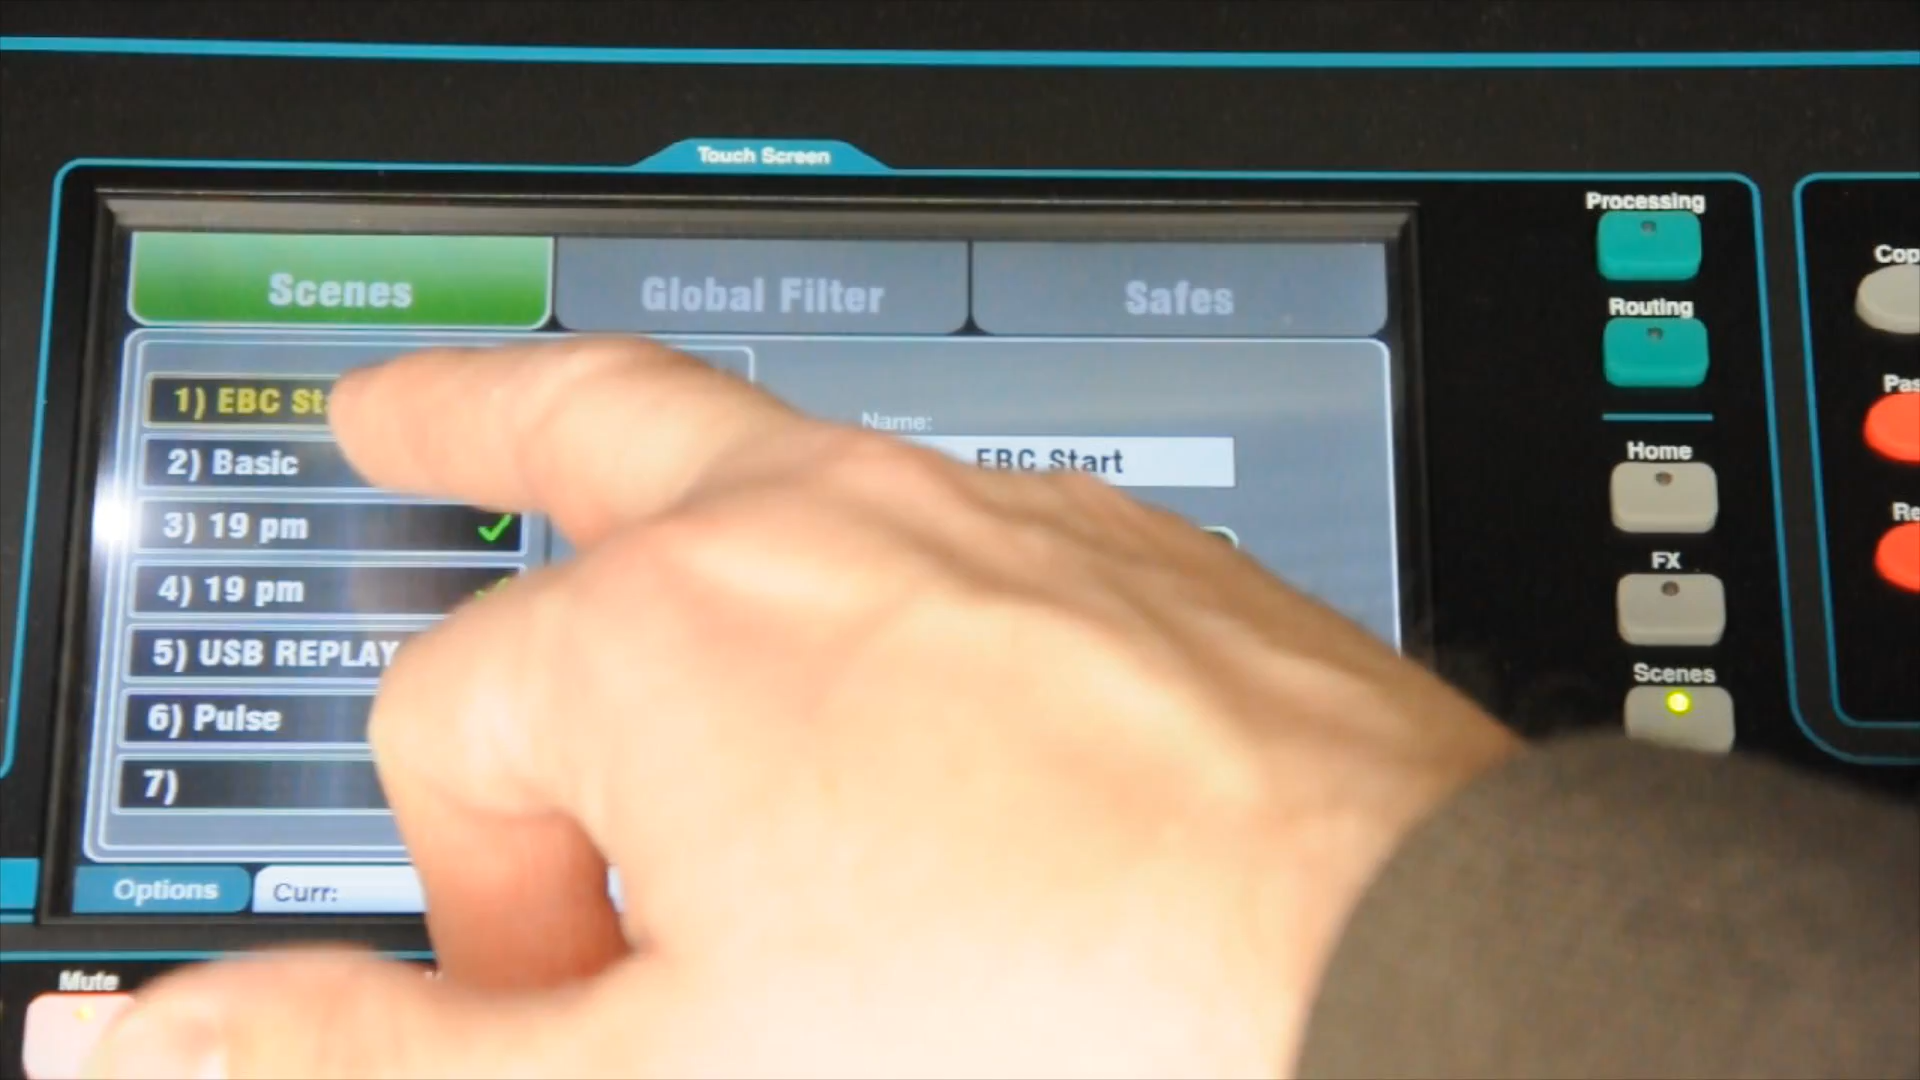 Touch Screen
Processing
Scenes
Global Filter
Safes
Routing
Name:
1) EBC
EBC Start
2) Basic
Home
3) 19 pm
4) 19 pm
FX
5) USB REPLAY
Scenes
6) Pulse
7)
Options
Curr:
Mute